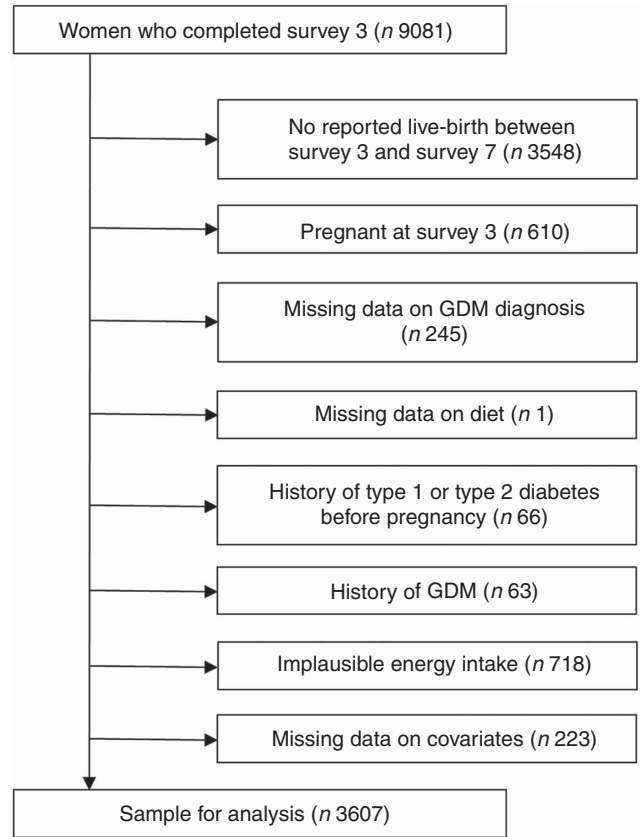 Women who completed survey 3 (n 9081)
No reported live-birth between
survey 3 and survey 7 (n 3548)
Pregnant at survey 3 (n 610)
Missing data on GDM diagnosis
(n 245)
Missing data on diet (n 1)
History of type 1 or type 2 diabetes
before pregnancy (n 66)
History of GDM (n 63)
Implausible energy intake (n 718)
Missing data on covariates (n 223)
Sample for analysis (n 3607)